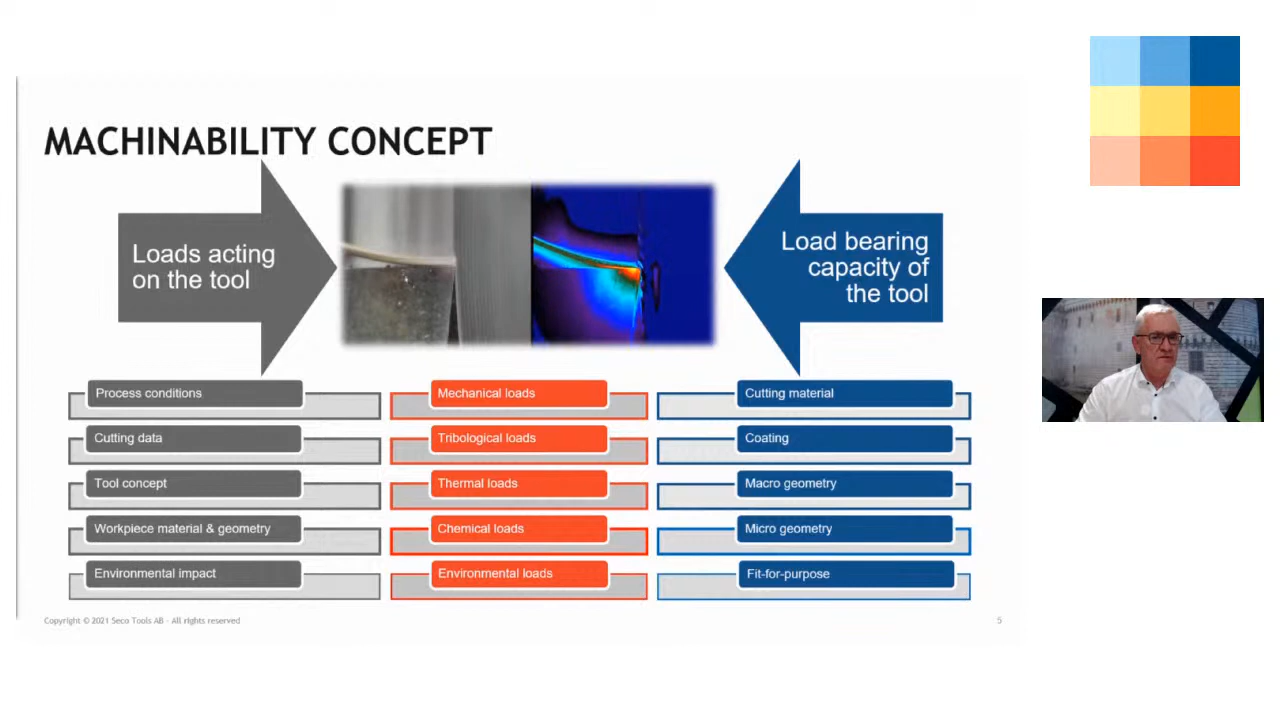 MACHINABILITY CONCEPT
Loads acting
on the tool
Load bearing
capacity of
the tool
Process conditions
Mechanical loads
Cutting material
Cutting data
Tribological loads
Coating
Tool concept
Thermal loads
Macro geometry
Workpiece material & geometry
Chemical loads
Micro geometry
Environmental impact
Environmental loads
Fit-for-purpose
Copyright © 2021 Seco Tools AB - All rights reserved
5